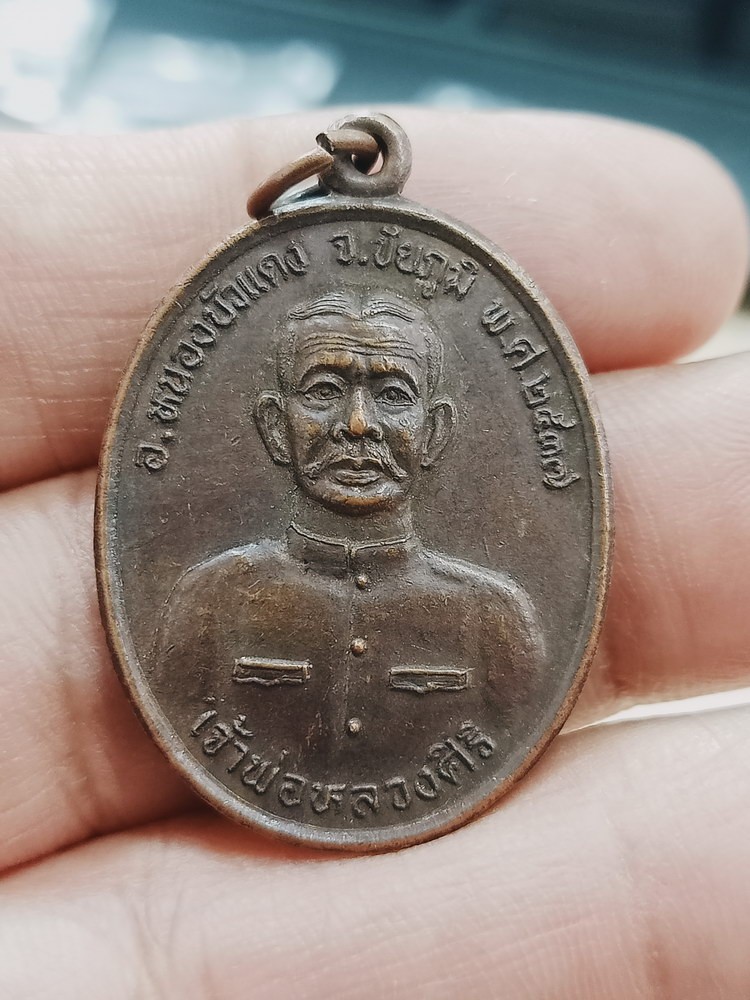 อ.หนองบัวแดง จ.ชัยภูมิ พ.ศ.๒๕๓๗
เจ้าพ่อหลวงศิริ